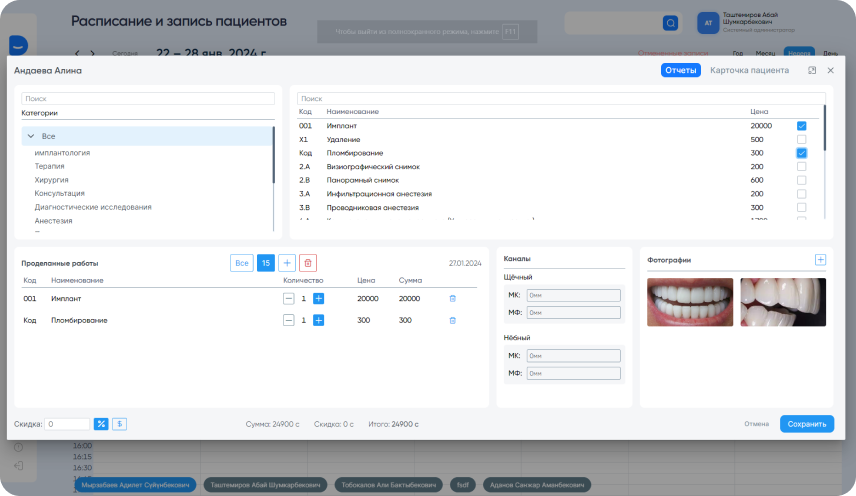 Расписание и запись пациентов
Чтобы выйти из полноэкранного режима, нажмите F11
АТ
Таштемиров Абай
Шумкарбекович
Системный администратор
Сегодня
22 – 28 янв. 2024 г.
Отмененные записи
Год Месяц Неделя День
Андаева Алина
Отчеты
Карточка пациента
Поиск
Категории
Все
имплантология
Терапия
Хирургия
Консультация
Диагностические исследования
Анестезия
Поиск
Код Наименование Цена
001 Имплант 20000
X1 Удаление 500
Код Пломбирование 300
2.A Визиографический снимок 200
2.B Панорамный снимок 600
3.A Инфильтрационная анестезия 200
3.B Проводниковая анестезия 300
Проделанные работы
Все 15 +
27.01.2024
Код Наименование Количество Цена Сумма
001 Имплант − 1 + 20000 20000
Код Пломбирование − 1 + 300 300
Каналы
Щёчный
МК: 0мм
МФ: 0мм
Нёбный
МК: 0мм
МФ: 0мм
Фотографии +
Скидка: 0 % $
Сумма: 24900 с Скидка: 0 с Итого: 24900 с
Отмена Сохранить
16:00
16:15
16:30
Мырзабаев Адилет Суйунбекович
Таштемиров Абай Шумкарбекович
Тобокалов Али Бактыбекович
fsdf
Аданов Санжар Аманбекович